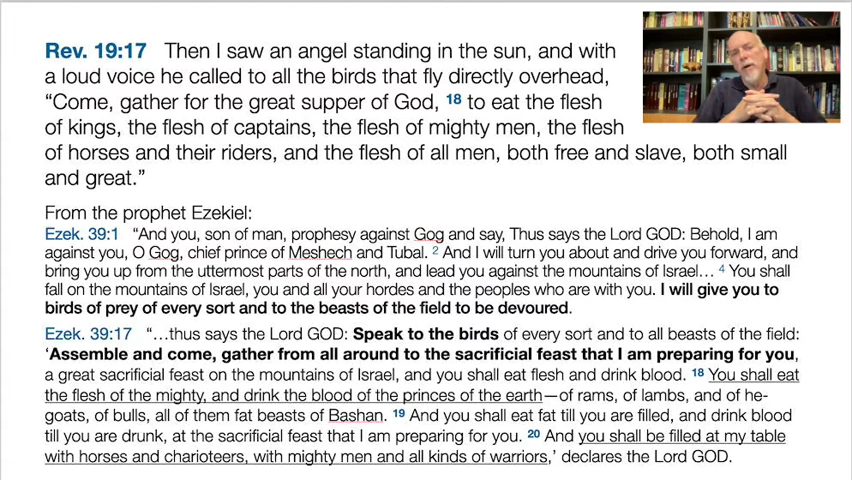 Rev. 19:17 Then I saw an angel standing in the sun, and with
a loud voice he called to all the birds that fly directly overhead,
“Come, gather for the great supper of God, 18 to eat the flesh
of kings, the flesh of captains, the flesh of mighty men, the flesh
of horses and their riders, and the flesh of all men, both free and slave, both small
and great.”
From the prophet Ezekiel:
Ezek. 39:1 “And you, son of man, prophesy against Gog and say, Thus says the Lord GOD: Behold, I am
against you, O Gog, chief prince of Meshech and Tubal. 2 And I will turn you about and drive you forward, and
bring you up from the uttermost parts of the north, and lead you against the mountains of Israel… 4 You shall
fall on the mountains of Israel, you and all your hordes and the peoples who are with you. I will give you to
birds of prey of every sort and to the beasts of the field to be devoured.
Ezek. 39:17 “…thus says the Lord GOD: Speak to the birds of every sort and to all beasts of the field:
‘Assemble and come, gather from all around to the sacrificial feast that I am preparing for you,
a great sacrificial feast on the mountains of Israel, and you shall eat flesh and drink blood. 18 You shall eat
the flesh of the mighty, and drink the blood of the princes of the earth—of rams, of lambs, and of he-
goats, of bulls, all of them fat beasts of Bashan. 19 And you shall eat fat till you are filled, and drink blood
till you are drunk, at the sacrificial feast that I am preparing for you. 20 And you shall be filled at my table
with horses and charioteers, with mighty men and all kinds of warriors,’ declares the Lord GOD.